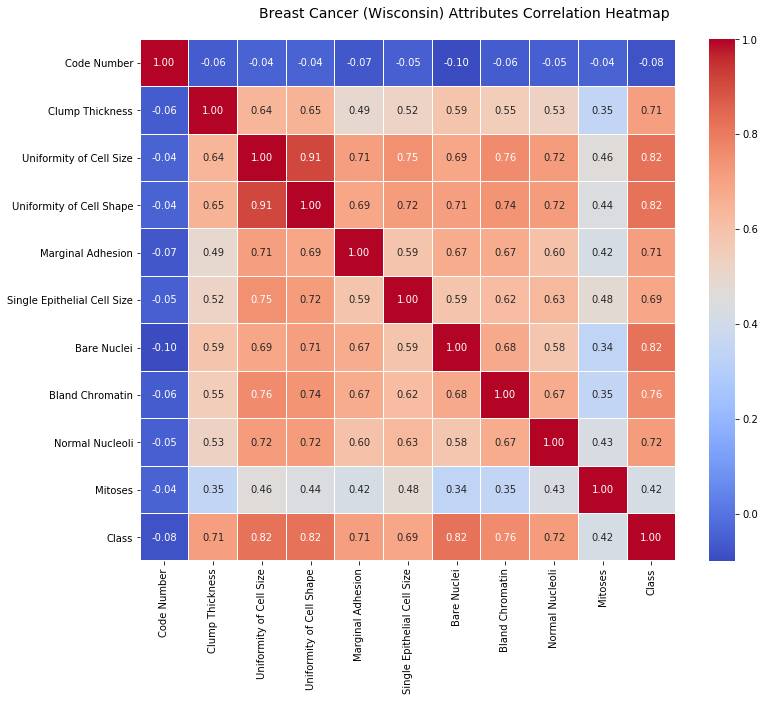 Breast Cancer (Wisconsin) Attributes Correlation Heatmap
Code Number 1.00 -0.06 -0.04 -0.04 -0.07 -0.05 -0.10 -0.06 -0.05 -0.04 -0.08
Clump Thickness -0.06 1.00 0.64 0.65 0.49 0.52 0.59 0.55 0.53 0.35 0.71
Uniformity of Cell Size -0.04 0.64 1.00 0.91 0.71 0.75 0.69 0.76 0.72 0.46 0.82
Uniformity of Cell Shape -0.04 0.65 0.91 1.00 0.69 0.72 0.71 0.74 0.72 0.44 0.82
Marginal Adhesion -0.07 0.49 0.71 0.69 1.00 0.59 0.67 0.67 0.60 0.42 0.71
Single Epithelial Cell Size -0.05 0.52 0.75 0.72 0.59 1.00 0.59 0.62 0.63 0.48 0.69
Bare Nuclei -0.10 0.59 0.69 0.71 0.67 0.59 1.00 0.68 0.58 0.34 0.82
Bland Chromatin -0.06 0.55 0.76 0.74 0.67 0.62 0.68 1.00 0.67 0.35 0.76
Normal Nucleoli -0.05 0.53 0.72 0.72 0.60 0.63 0.58 0.67 1.00 0.43 0.72
Mitoses -0.04 0.35 0.46 0.44 0.42 0.48 0.34 0.35 0.43 1.00 0.42
Class -0.08 0.71 0.82 0.82 0.71 0.69 0.82 0.76 0.72 0.42 1.00
Code Number
Clump Thickness
Uniformity of Cell Size
Uniformity of Cell Shape
Marginal Adhesion
Single Epithelial Cell Size
Bare Nuclei
Bland Chromatin
Normal Nucleoli
Mitoses
Class
1.0
0.8
0.6
0.4
0.2
0.0